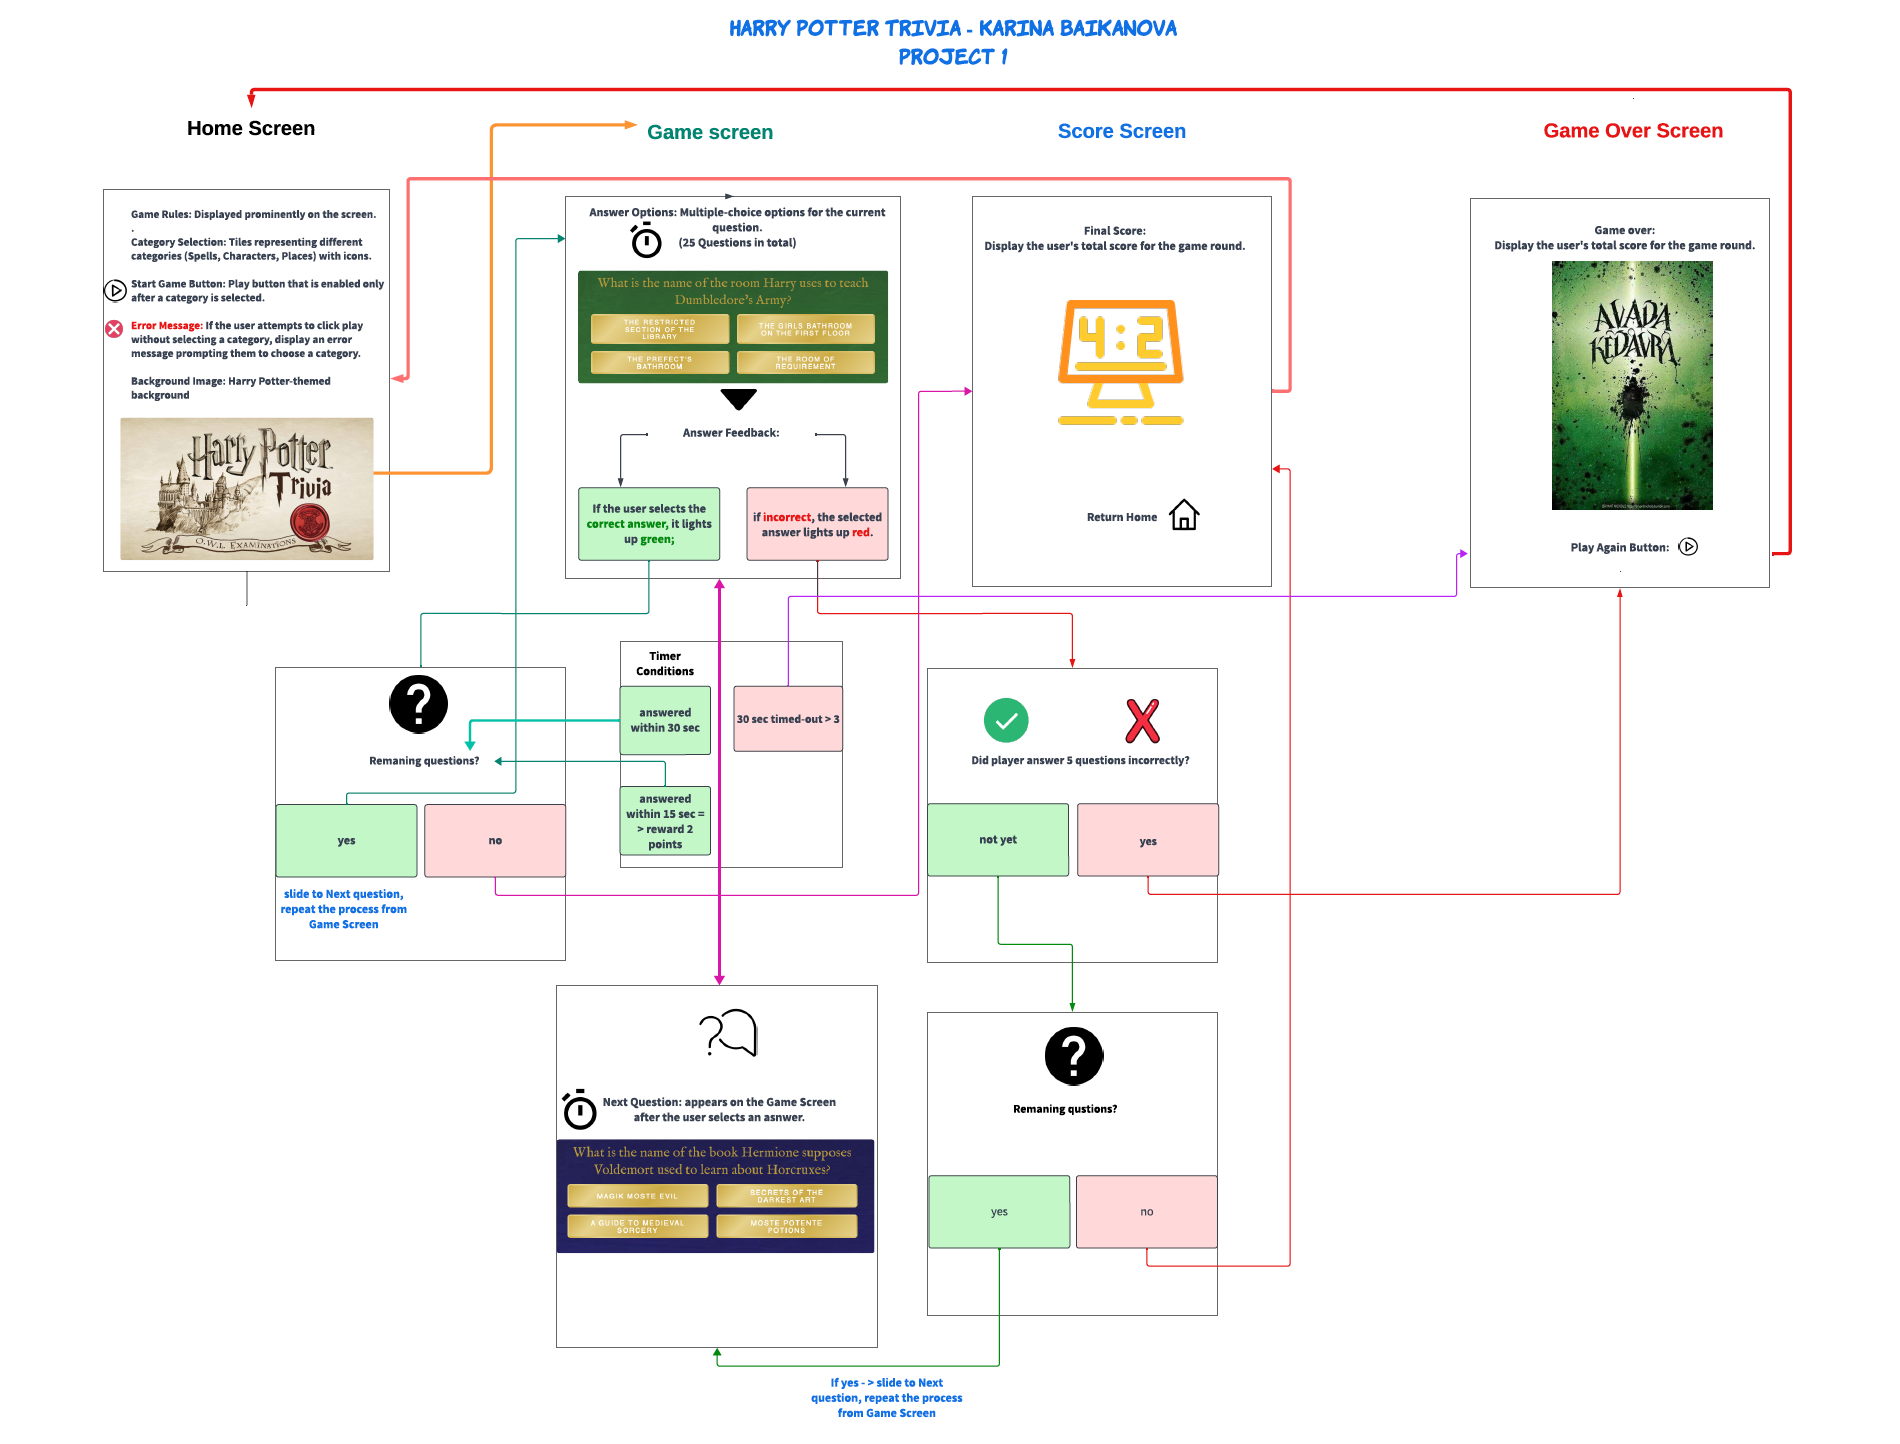 HARRY POTTER TRIVIA - KARINA BAIKANOVA
PROJECT 1
Home Screen
Game screen
Score Screen
Game Over Screen
Game Rules: Displayed prominently on the screen.
.
Category Selection: Tiles representing different
categories (Spells, Characters, Places) with icons.
Start Game Button: Play button that is enabled only
after a category is selected.
Error Message: If the user attempts to click play
without selecting a category, display an error
message prompting them to choose a category.
Background Image: Harry Potter-themed
background
Harry Potter
Trivia
O.W.L. EXAMINATIONS
Answer Options: Multiple-choice options for the current
question.
(25 Questions in total)
What is the name of the room Harry uses to teach
Dumbledore's Army?
THE RESTRICTED
SECTION OF THE
LIBRARY
THE GIRLS BATHROOM
ON THE FIRST FLOOR
THE PREFECT'S
BATHROOM
THE ROOM OF
REQUIREMENT
Answer Feedback:
If the user selects the
correct answer, it lights
up green;
if incorrect, the selected
answer lights up red.
Final Score:
Display the user's total score for the game round.
4:2
Return Home
Game over:
Display the user's total score for the game round.
AVADA
KEDAVRA
Play Again Button:
Remaning questions?
yes
no
slide to Next question,
repeat the process from
Game Screen
Timer
Conditions
answered
within 30 sec
30 sec timed-out > 3
answered
within 15 sec =
> reward 2
points
Did player answer 5 questions incorrectly?
not yet
yes
Next Question: appears on the Game Screen
after the user selects an asnwer.
What is the name of the book Hermione supposes
Voldemort used to learn about Horcruxes?
MAGIK MOSTE EVIL
SECRETS OF THE
DARKEST ART
A GUIDE TO MEDIEVAL
SORCERY
MOSTE POTENTE
POTIONS
Remaning qustions?
yes
no
If yes - > slide to Next
question, repeat the process
from Game Screen